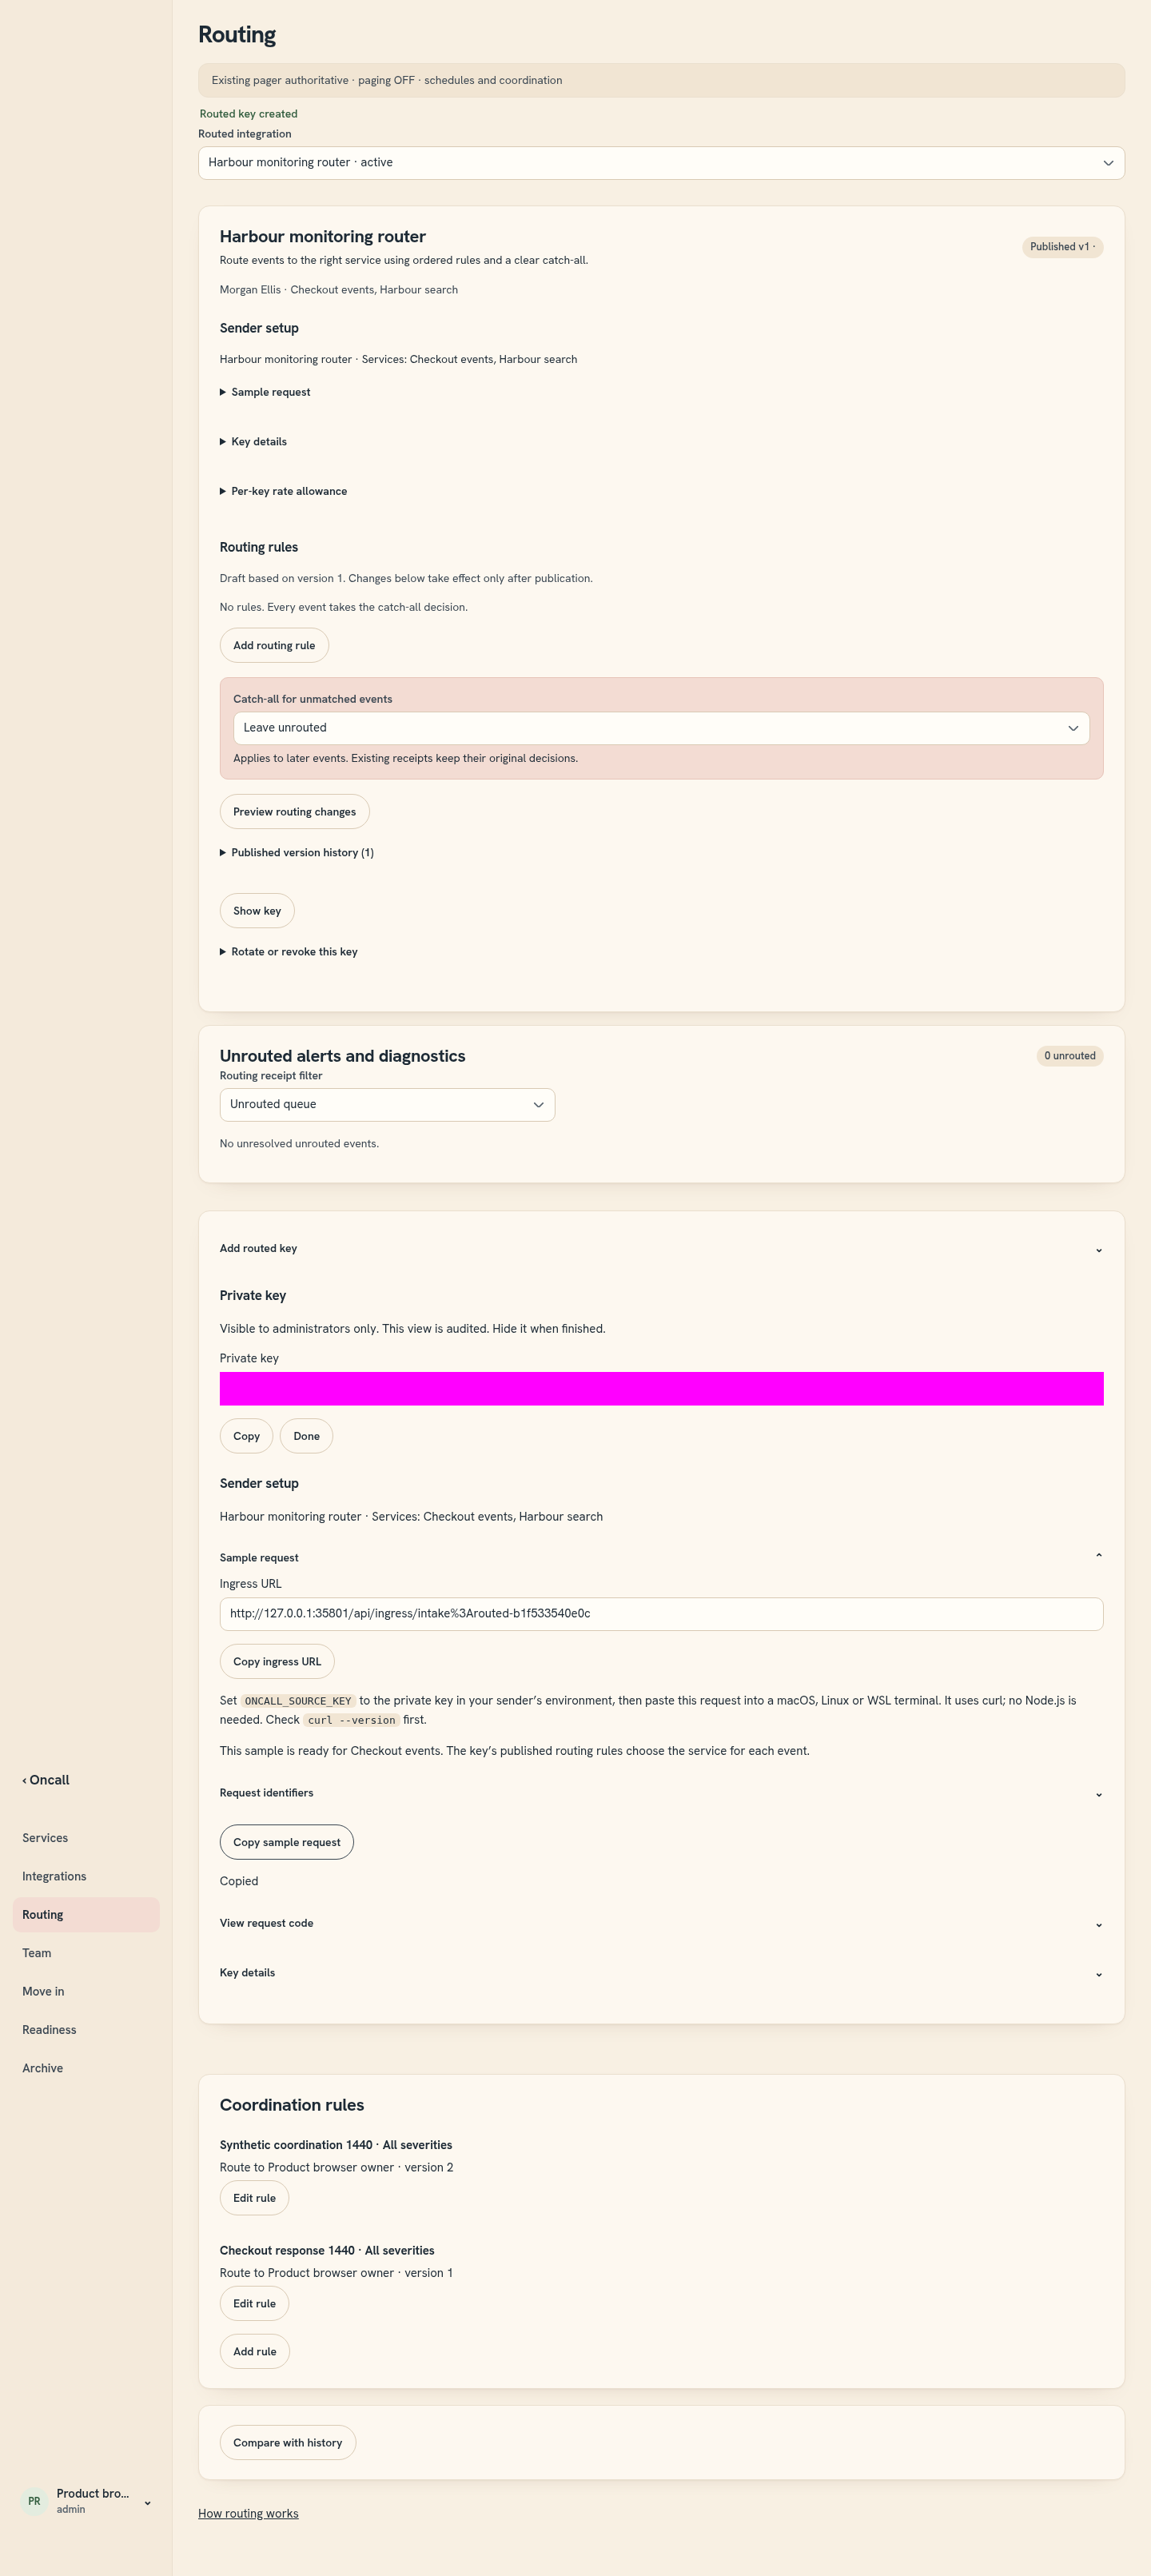 Routing
Existing pager authoritative · paging OFF · schedules and coordination
Routed key created
Routed integration
Harbour monitoring router · active
Harbour monitoring router
Published v1 ·
Route events to the right service using ordered rules and a clear catch-all.
Morgan Ellis · Checkout events, Harbour search
Sender setup
Harbour monitoring router · Services: Checkout events, Harbour search
Sample request
Key details
Per-key rate allowance
Routing rules
Draft based on version 1. Changes below take effect only after publication.
No rules. Every event takes the catch-all decision.
Add routing rule
Catch-all for unmatched events
Leave unrouted
Applies to later events. Existing receipts keep their original decisions.
Preview routing changes
Published version history (1)
Show key
Rotate or revoke this key
Unrouted alerts and diagnostics
0 unrouted
Routing receipt filter
Unrouted queue
No unresolved unrouted events.
Add routed key
Private key
Visible to administrators only. This view is audited. Hide it when finished.
Private key
Copy
Done
Sender setup
Harbour monitoring router · Services: Checkout events, Harbour search
Sample request
Ingress URL
http://127.0.0.1:35801/api/ingress/intake%3Arouted-b1f533540e0c
Copy ingress URL
Set ONCALL_SOURCE_KEY to the private key in your sender’s environment, then paste this request into a macOS, Linux or WSL terminal. It uses curl; no Node.js is
needed. Check curl --version first.
This sample is ready for Checkout events. The key’s published routing rules choose the service for each event.
Request identifiers
Copy sample request
Copied
View request code
Key details
Coordination rules
Synthetic coordination 1440 · All severities
Route to Product browser owner · version 2
Edit rule
Checkout response 1440 · All severities
Route to Product browser owner · version 1
Edit rule
Add rule
Compare with history
How routing works
‹ Oncall
Services
Integrations
Routing
Team
Move in
Readiness
Archive
PR
Product bro...
admin